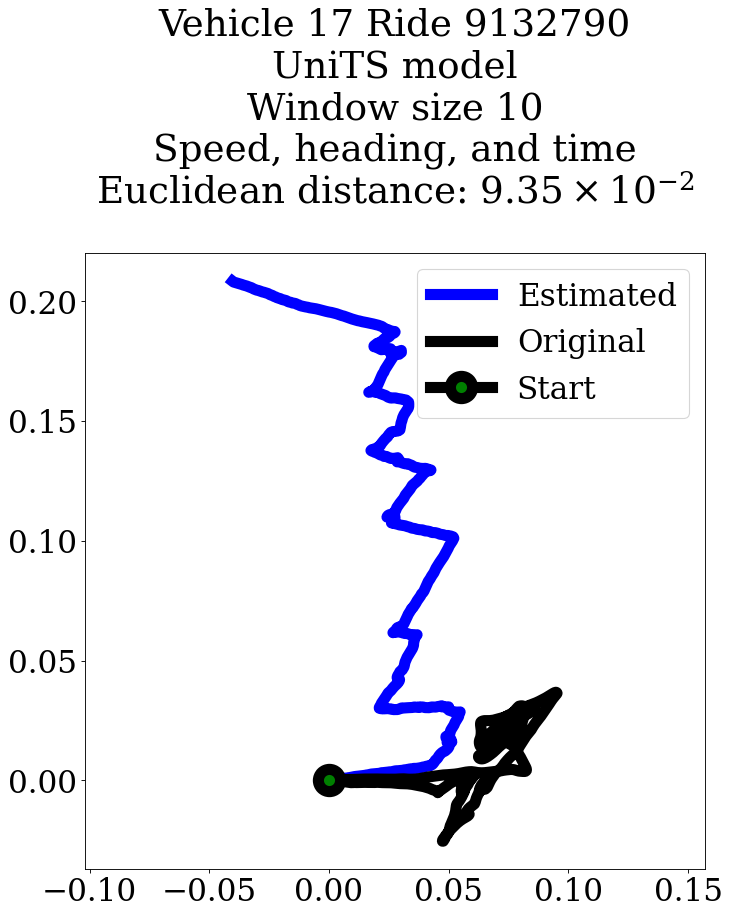 Vehicle 17 Ride 9132790
UniTS model
Window size 10
Speed, heading, and time
Euclidean distance: 9.35 × 10⁻²
Estimated
Original
Start
0.20
0.15
0.10
0.05
0.00
−0.10 −0.05 0.00 0.05 0.10 0.15